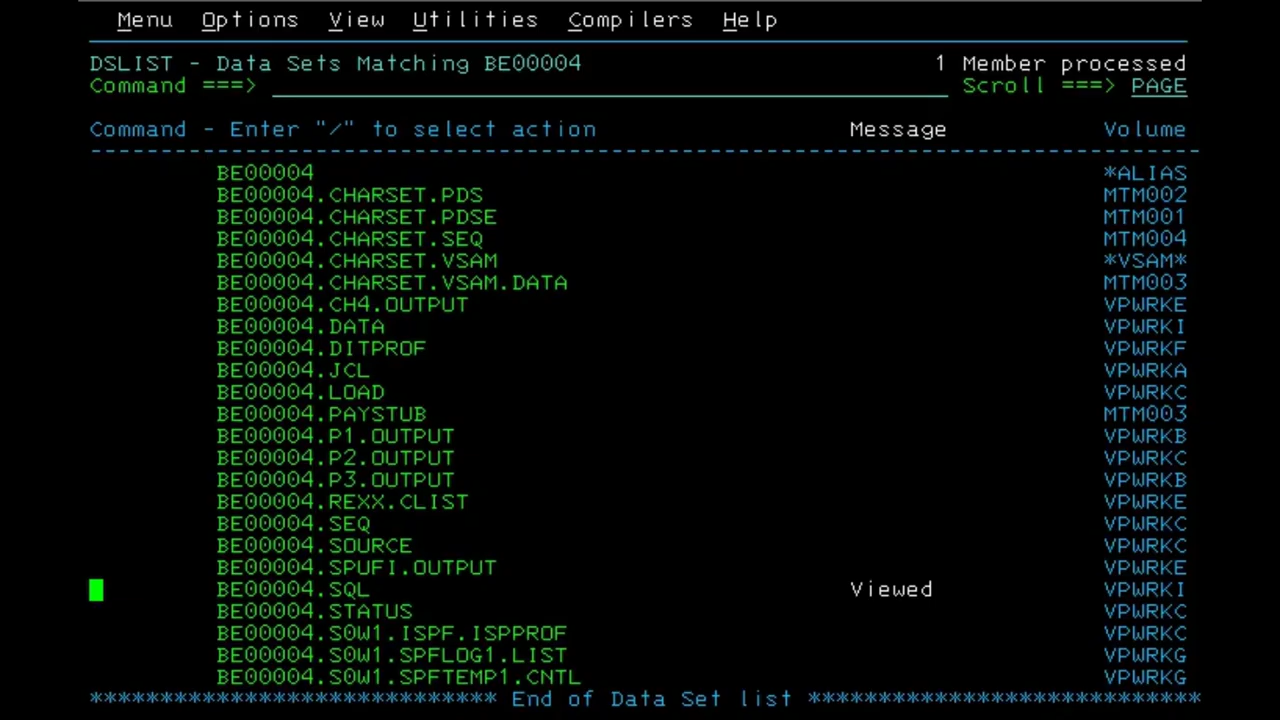 Menu Options View Utilities Compilers Help
DSLIST - Data Sets Matching BE00004 1 Member processed
Command ===> Scroll ===> PAGE
Command - Enter "/" to select action Message Volume
-------------------------------------------------------------------------------
BE00004 *ALIAS
BE00004.CHARSET.PDS MTM002
BE00004.CHARSET.PDSE MTM001
BE00004.CHARSET.SEQ MTM004
BE00004.CHARSET.VSAM *VSAM*
BE00004.CHARSET.VSAM.DATA MTM003
BE00004.CH4.OUTPUT VPWRKE
BE00004.DATA VPWRKI
BE00004.DITPROF VPWRKF
BE00004.JCL VPWRKA
BE00004.LOAD VPWRKC
BE00004.PAYSTUB MTM003
BE00004.P1.OUTPUT VPWRKB
BE00004.P2.OUTPUT VPWRKC
BE00004.P3.OUTPUT VPWRKB
BE00004.REXX.CLIST VPWRKE
BE00004.SEQ VPWRKC
BE00004.SOURCE VPWRKC
BE00004.SPUFI.OUTPUT VPWRKE
BE00004.SQL Viewed VPWRKI
BE00004.STATUS VPWRKC
BE00004.S0W1.ISPF.ISPPROF VPWRKC
BE00004.S0W1.SPFLOG1.LIST VPWRKG
BE00004.S0W1.SPFTEMP1.CNTL VPWRKG
***************************** End of Data Set list ****************************